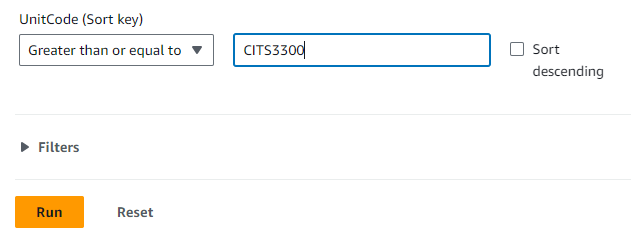 UnitCode (Sort key)
Greater than or equal to
CITS3300
Sort
descending
Filters
Run
Reset